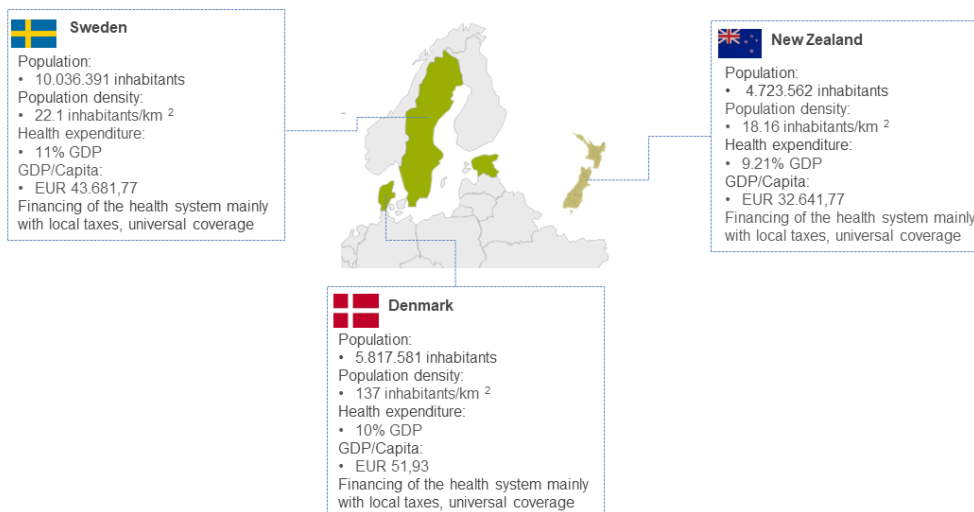 Sweden
Population:
• 10.036.391 inhabitants
Population density:
• 22.1 inhabitants/km ²
Health expenditure:
• 11% GDP
GDP/Capita:
• EUR 43.681,77
Financing of the health system mainly
with local taxes, universal coverage
New Zealand
Population:
• 4.723.562 inhabitants
Population density:
• 18.16 inhabitants/km ²
Health expenditure:
• 9.21% GDP
GDP/Capita:
• EUR 32.641,77
Financing of the health system mainly
with local taxes, universal coverage
Denmark
Population:
• 5.817.581 inhabitants
Population density:
• 137 inhabitants/km ²
Health expenditure:
• 10% GDP
GDP/Capita:
• EUR 51,93
Financing of the health system mainly
with local taxes, universal coverage